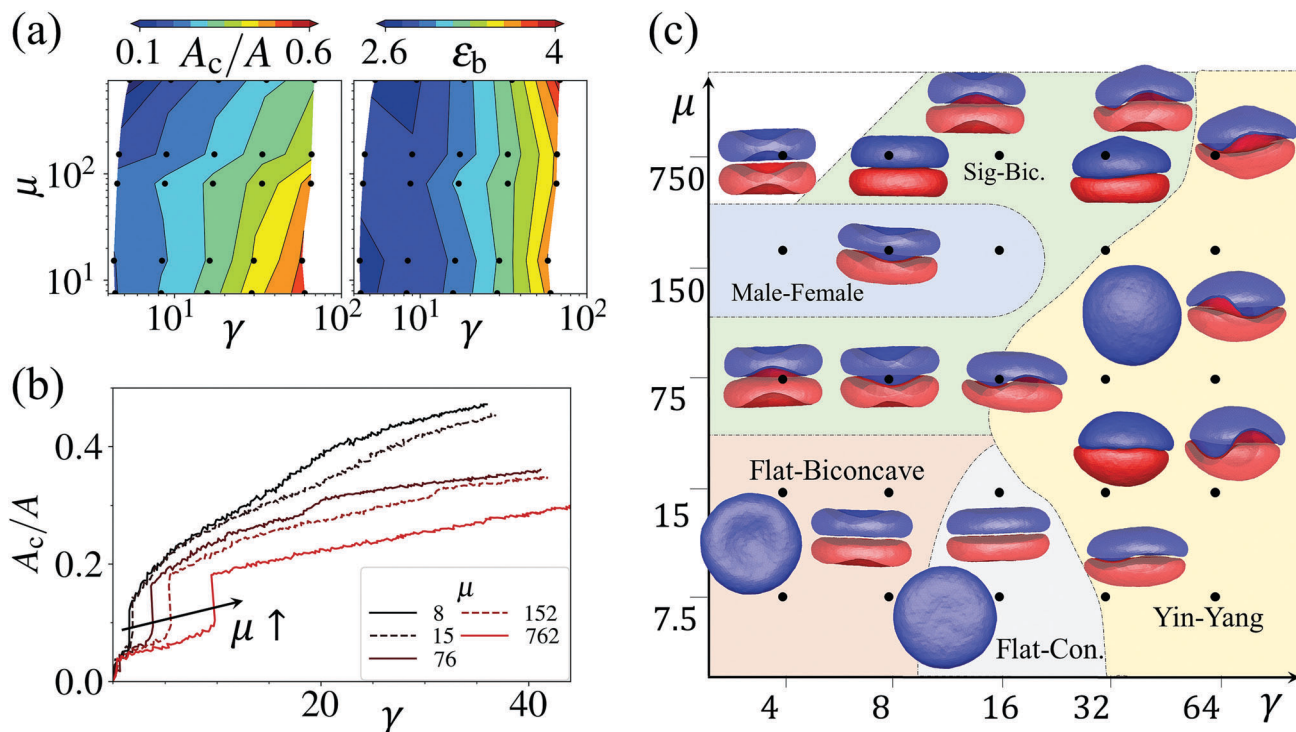 (a)
0.1 A_c/A 0.6
2.6 ε_b 4
μ
10²
10¹
10¹ γ 10²
10¹ γ 10²
(b)
A_c/A
0.4
0.2
0.0
μ ↑
μ
8
15
76
152
762
20 γ 40
(c)
μ
750
150
75
15
7.5
Sig-Bic.
Male-Female
Flat-Biconcave
Flat-Con.
Yin-Yang
4 8 16 32 64 γ